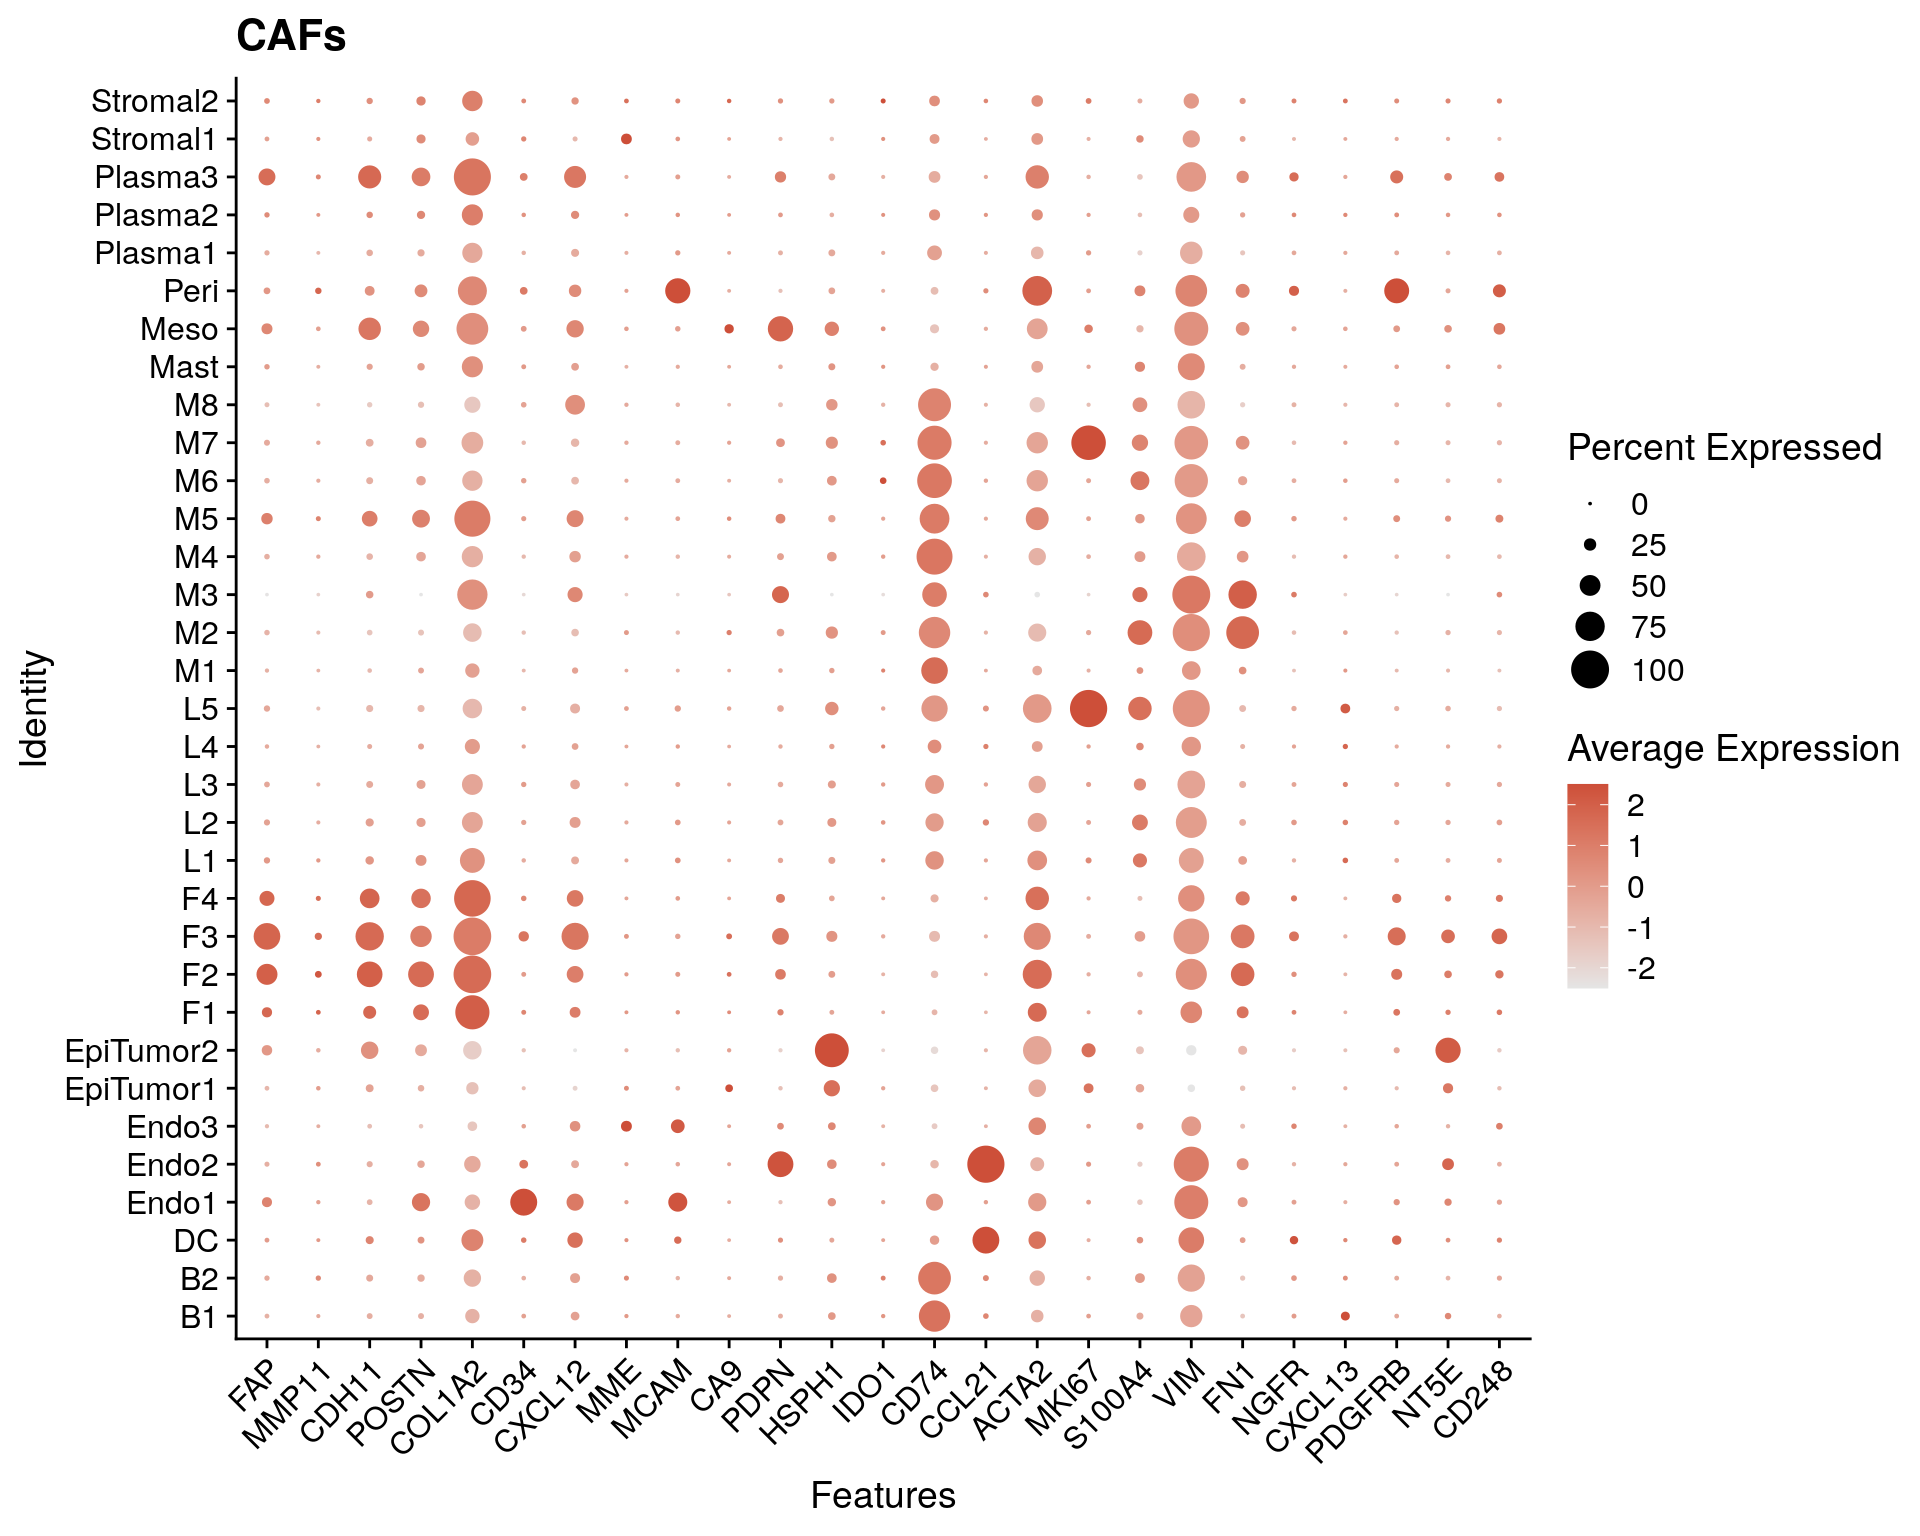 CAFs
Identity
Stromal2
Stromal1
Plasma3
Plasma2
Plasma1
Peri
Meso
Mast
M8
M7
M6
M5
M4
M3
M2
M1
L5
L4
L3
L2
L1
F4
F3
F2
F1
EpiTumor2
EpiTumor1
Endo3
Endo2
Endo1
DC
B2
B1
FAP
MMP11
CDH11
POSTN
COL1A2
CD34
CXCL12
MME
MCAM
CA9
PDPN
HSPH1
IDO1
CD74
CCL21
ACTA2
MKI67
S100A4
VIM
FN1
NGFR
CXCL13
PDGFRB
NT5E
CD248
Features
Percent Expressed
0
25
50
75
100
Average Expression
2
1
0
-1
-2